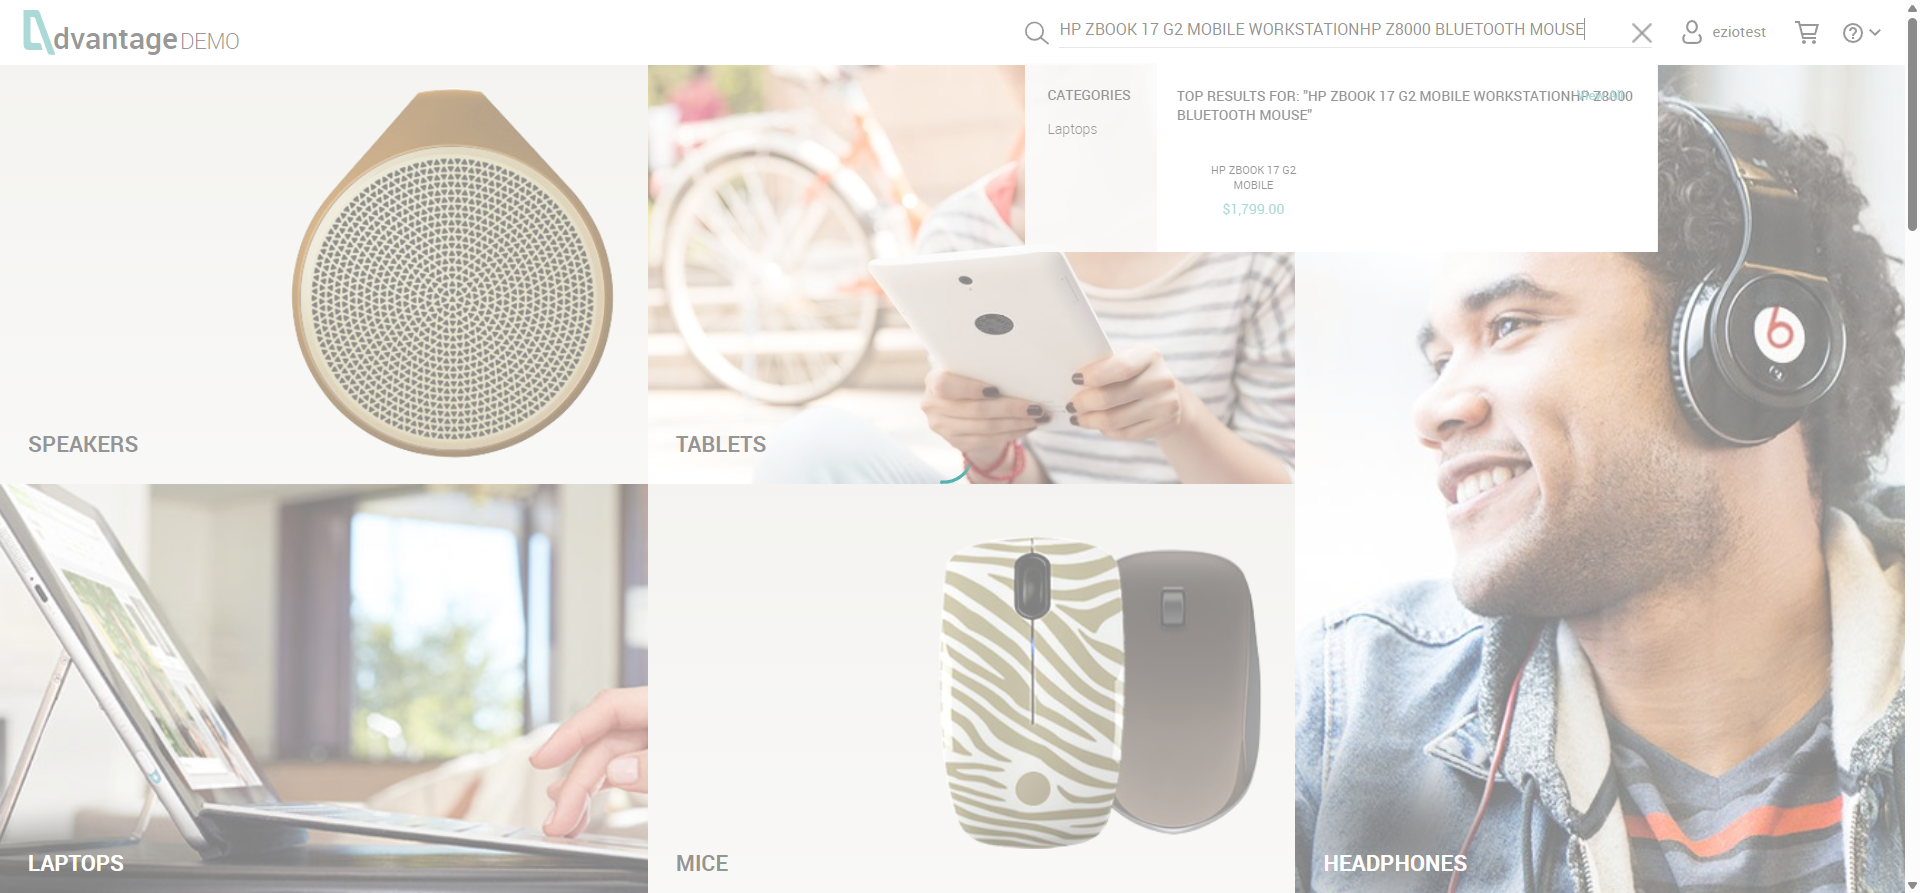 dvantage DEMO
HP ZBOOK 17 G2 MOBILE WORKSTATIONHP Z8000 BLUETOOTH MOUSE
eziotest
CATEGORIES
Laptops
TOP RESULTS FOR: "HP ZBOOK 17 G2 MOBILE WORKSTATIONHP Z8000
BLUETOOTH MOUSE"
View All
HP ZBOOK 17 G2
MOBILE
$1,799.00
SPEAKERS
TABLETS
LAPTOPS
MICE
HEADPHONES